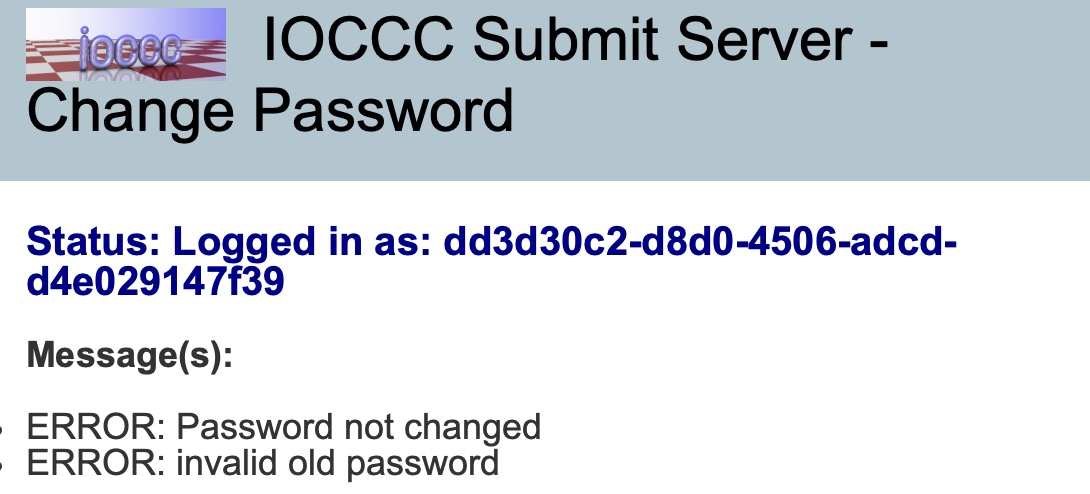 ioccc
IOCCC Submit Server -
Change Password
Status: Logged in as: dd3d30c2-d8d0-4506-adcd-
d4e029147f39
Message(s):
ERROR: Password not changed
ERROR: invalid old password